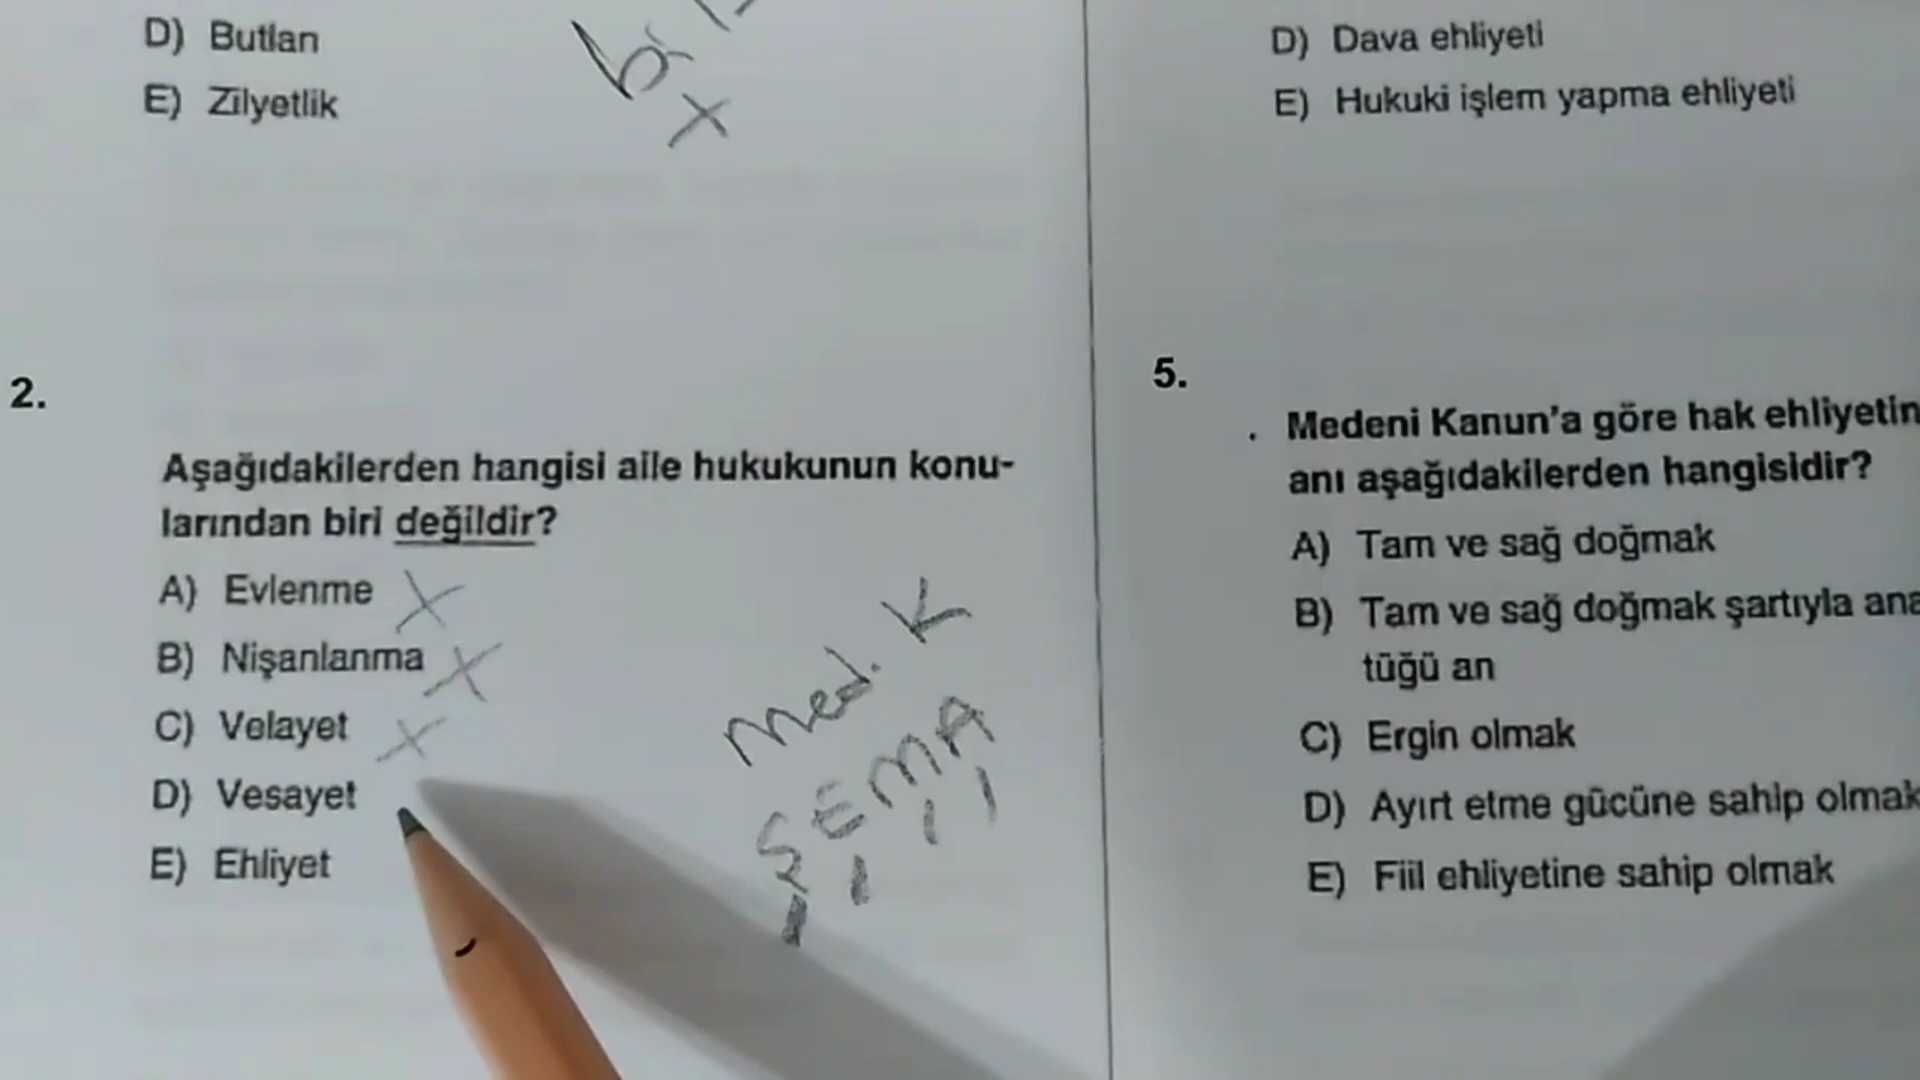 D) Butlan
E) Zilyetlik
2.
Aşağıdakilerden hangisi aile hukukunun konu-
larından biri değildir?
A) Evlenme
B) Nişanlanma
C) Velayet
D) Vesayet
E) Ehliyet
Med. K
ŞEMA
D) Dava ehliyeti
E) Hukuki işlem yapma ehliyeti
5.
Medeni Kanun'a göre hak ehliyetin
anı aşağıdakilerden hangisidir?
A) Tam ve sağ doğmak
B) Tam ve sağ doğmak şartıyla ana
tüğü an
C) Ergin olmak
D) Ayırt etme gücüne sahip olmak
E) Fiil ehliyetine sahip olmak